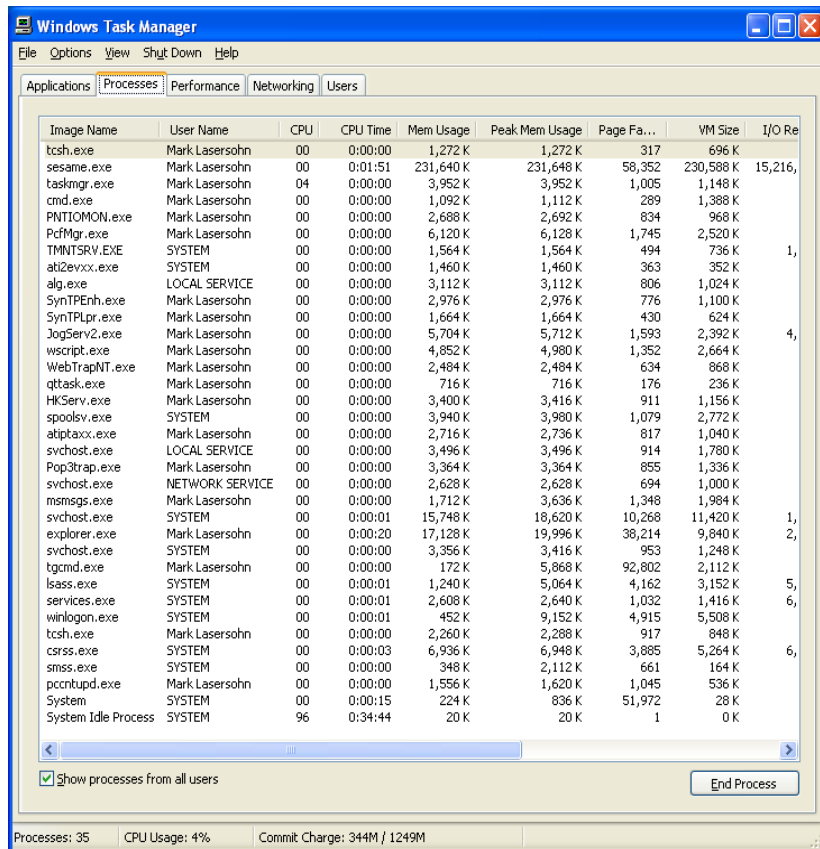 Windows Task Manager
File Options View Shut Down Help
Applications Processes Performance Networking Users
Image Name User Name CPU CPU Time Mem Usage Peak Mem Usage Page Fa... VM Size I/O Re
tcsh.exe Mark Lasersohn 00 0:00:00 1,272 K 1,272 K 317 696 K
sesame.exe Mark Lasersohn 00 0:01:51 231,640 K 231,648 K 58,352 230,588 K 15,216,
taskmgr.exe Mark Lasersohn 04 0:00:00 3,952 K 3,952 K 1,005 1,148 K
cmd.exe Mark Lasersohn 00 0:00:00 1,092 K 1,112 K 289 1,388 K
PNTIOMON.exe Mark Lasersohn 00 0:00:00 2,688 K 2,692 K 834 968 K
PcfMgr.exe Mark Lasersohn 00 0:00:00 6,120 K 6,128 K 1,745 2,520 K
TMNTSRV.EXE SYSTEM 00 0:00:00 1,564 K 1,564 K 494 736 K 1,
ati2evxx.exe SYSTEM 00 0:00:00 1,460 K 1,460 K 363 352 K
alg.exe LOCAL SERVICE 00 0:00:00 3,112 K 3,112 K 806 1,024 K
SynTPEnh.exe Mark Lasersohn 00 0:00:00 2,976 K 2,976 K 776 1,100 K
SynTPLpr.exe Mark Lasersohn 00 0:00:00 1,664 K 1,664 K 430 624 K
JogServ2.exe Mark Lasersohn 00 0:00:00 5,704 K 5,712 K 1,593 2,392 K 4,
wscript.exe Mark Lasersohn 00 0:00:00 4,852 K 4,980 K 1,352 2,664 K
WebTrapNT.exe Mark Lasersohn 00 0:00:00 2,484 K 2,484 K 634 868 K
qttask.exe Mark Lasersohn 00 0:00:00 716 K 716 K 176 236 K
HKServ.exe Mark Lasersohn 00 0:00:00 3,400 K 3,416 K 911 1,156 K
spoolsv.exe SYSTEM 00 0:00:00 3,940 K 3,980 K 1,079 2,772 K
atiptaxx.exe Mark Lasersohn 00 0:00:00 2,716 K 2,736 K 817 1,040 K
svchost.exe LOCAL SERVICE 00 0:00:00 3,496 K 3,496 K 914 1,780 K
Pop3trap.exe Mark Lasersohn 00 0:00:00 3,364 K 3,364 K 855 1,336 K
svchost.exe NETWORK SERVICE 00 0:00:00 2,628 K 2,628 K 694 1,000 K
msmsgs.exe Mark Lasersohn 00 0:00:00 1,712 K 3,636 K 1,348 1,984 K
svchost.exe SYSTEM 00 0:00:01 15,748 K 18,620 K 10,268 11,420 K 1,
explorer.exe Mark Lasersohn 00 0:00:20 17,128 K 19,996 K 38,214 9,840 K 2,
svchost.exe SYSTEM 00 0:00:00 3,356 K 3,416 K 953 1,248 K
tgcmd.exe Mark Lasersohn 00 0:00:00 172 K 5,868 K 92,802 2,112 K
lsass.exe SYSTEM 00 0:00:01 1,240 K 5,064 K 4,162 3,152 K 5,
services.exe SYSTEM 00 0:00:01 2,608 K 2,640 K 1,032 1,416 K 6,
winlogon.exe SYSTEM 00 0:00:01 452 K 9,152 K 4,915 5,508 K
tcsh.exe Mark Lasersohn 00 0:00:00 2,260 K 2,288 K 917 848 K
csrss.exe SYSTEM 00 0:00:03 6,936 K 6,948 K 3,885 5,264 K 6,
smss.exe SYSTEM 00 0:00:00 348 K 2,112 K 661 164 K
pccntupd.exe Mark Lasersohn 00 0:00:00 1,556 K 1,620 K 1,045 536 K
System SYSTEM 00 0:00:15 224 K 836 K 51,972 28 K
System Idle Process SYSTEM 96 0:34:44 20 K 20 K 1 0 K
Show processes from all users
End Process
Processes: 35 CPU Usage: 4% Commit Charge: 344M / 1249M